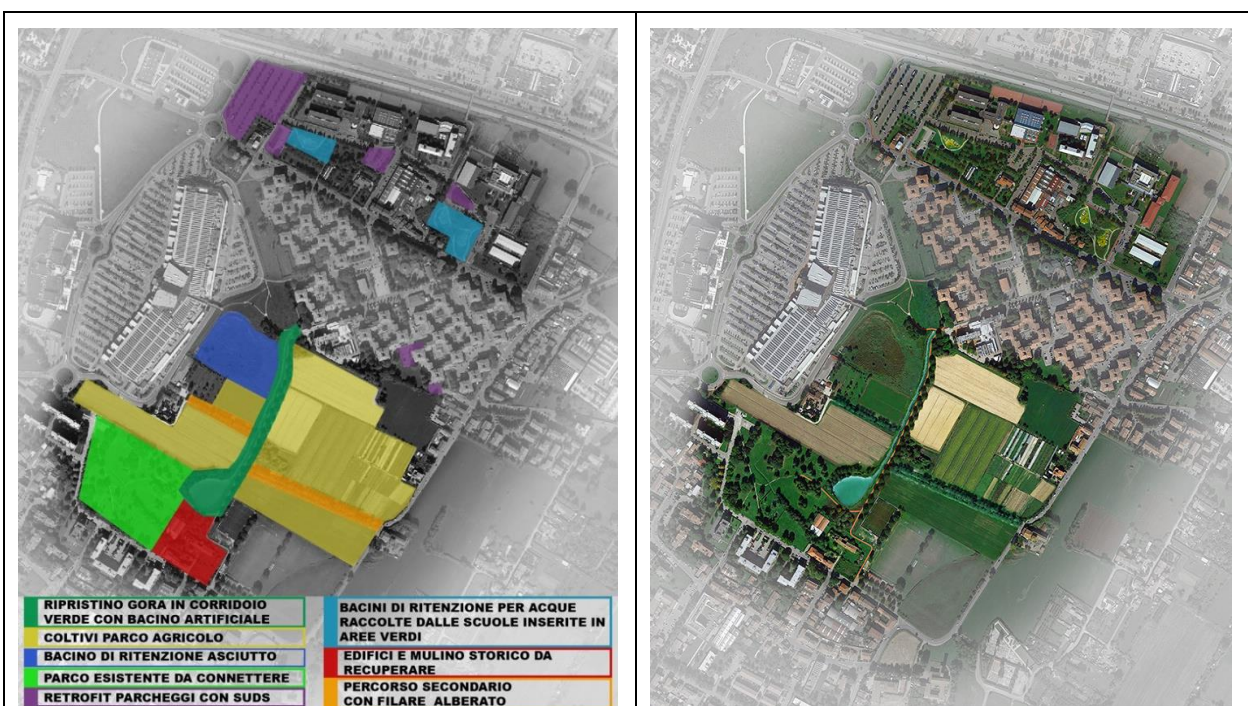 RIPRISTINO GORA IN CORRIDOIO
VERDE CON BACINO ARTIFICIALE
COLTIVI PARCO AGRICOLO
BACINO DI RITENZIONE ASCIUTTO
PARCO ESISTENTE DA CONNETTERE
RETROFIT PARCHEGGI CON SUDS
BACINI DI RITENZIONE PER ACQUE
RACCOLTE DALLE SCUOLE INSERITE IN
AREE VERDI
EDIFICI E MULINO STORICO DA
RECUPERARE
PERCORSO SECONDARIO
CON FILARE ALBERATO